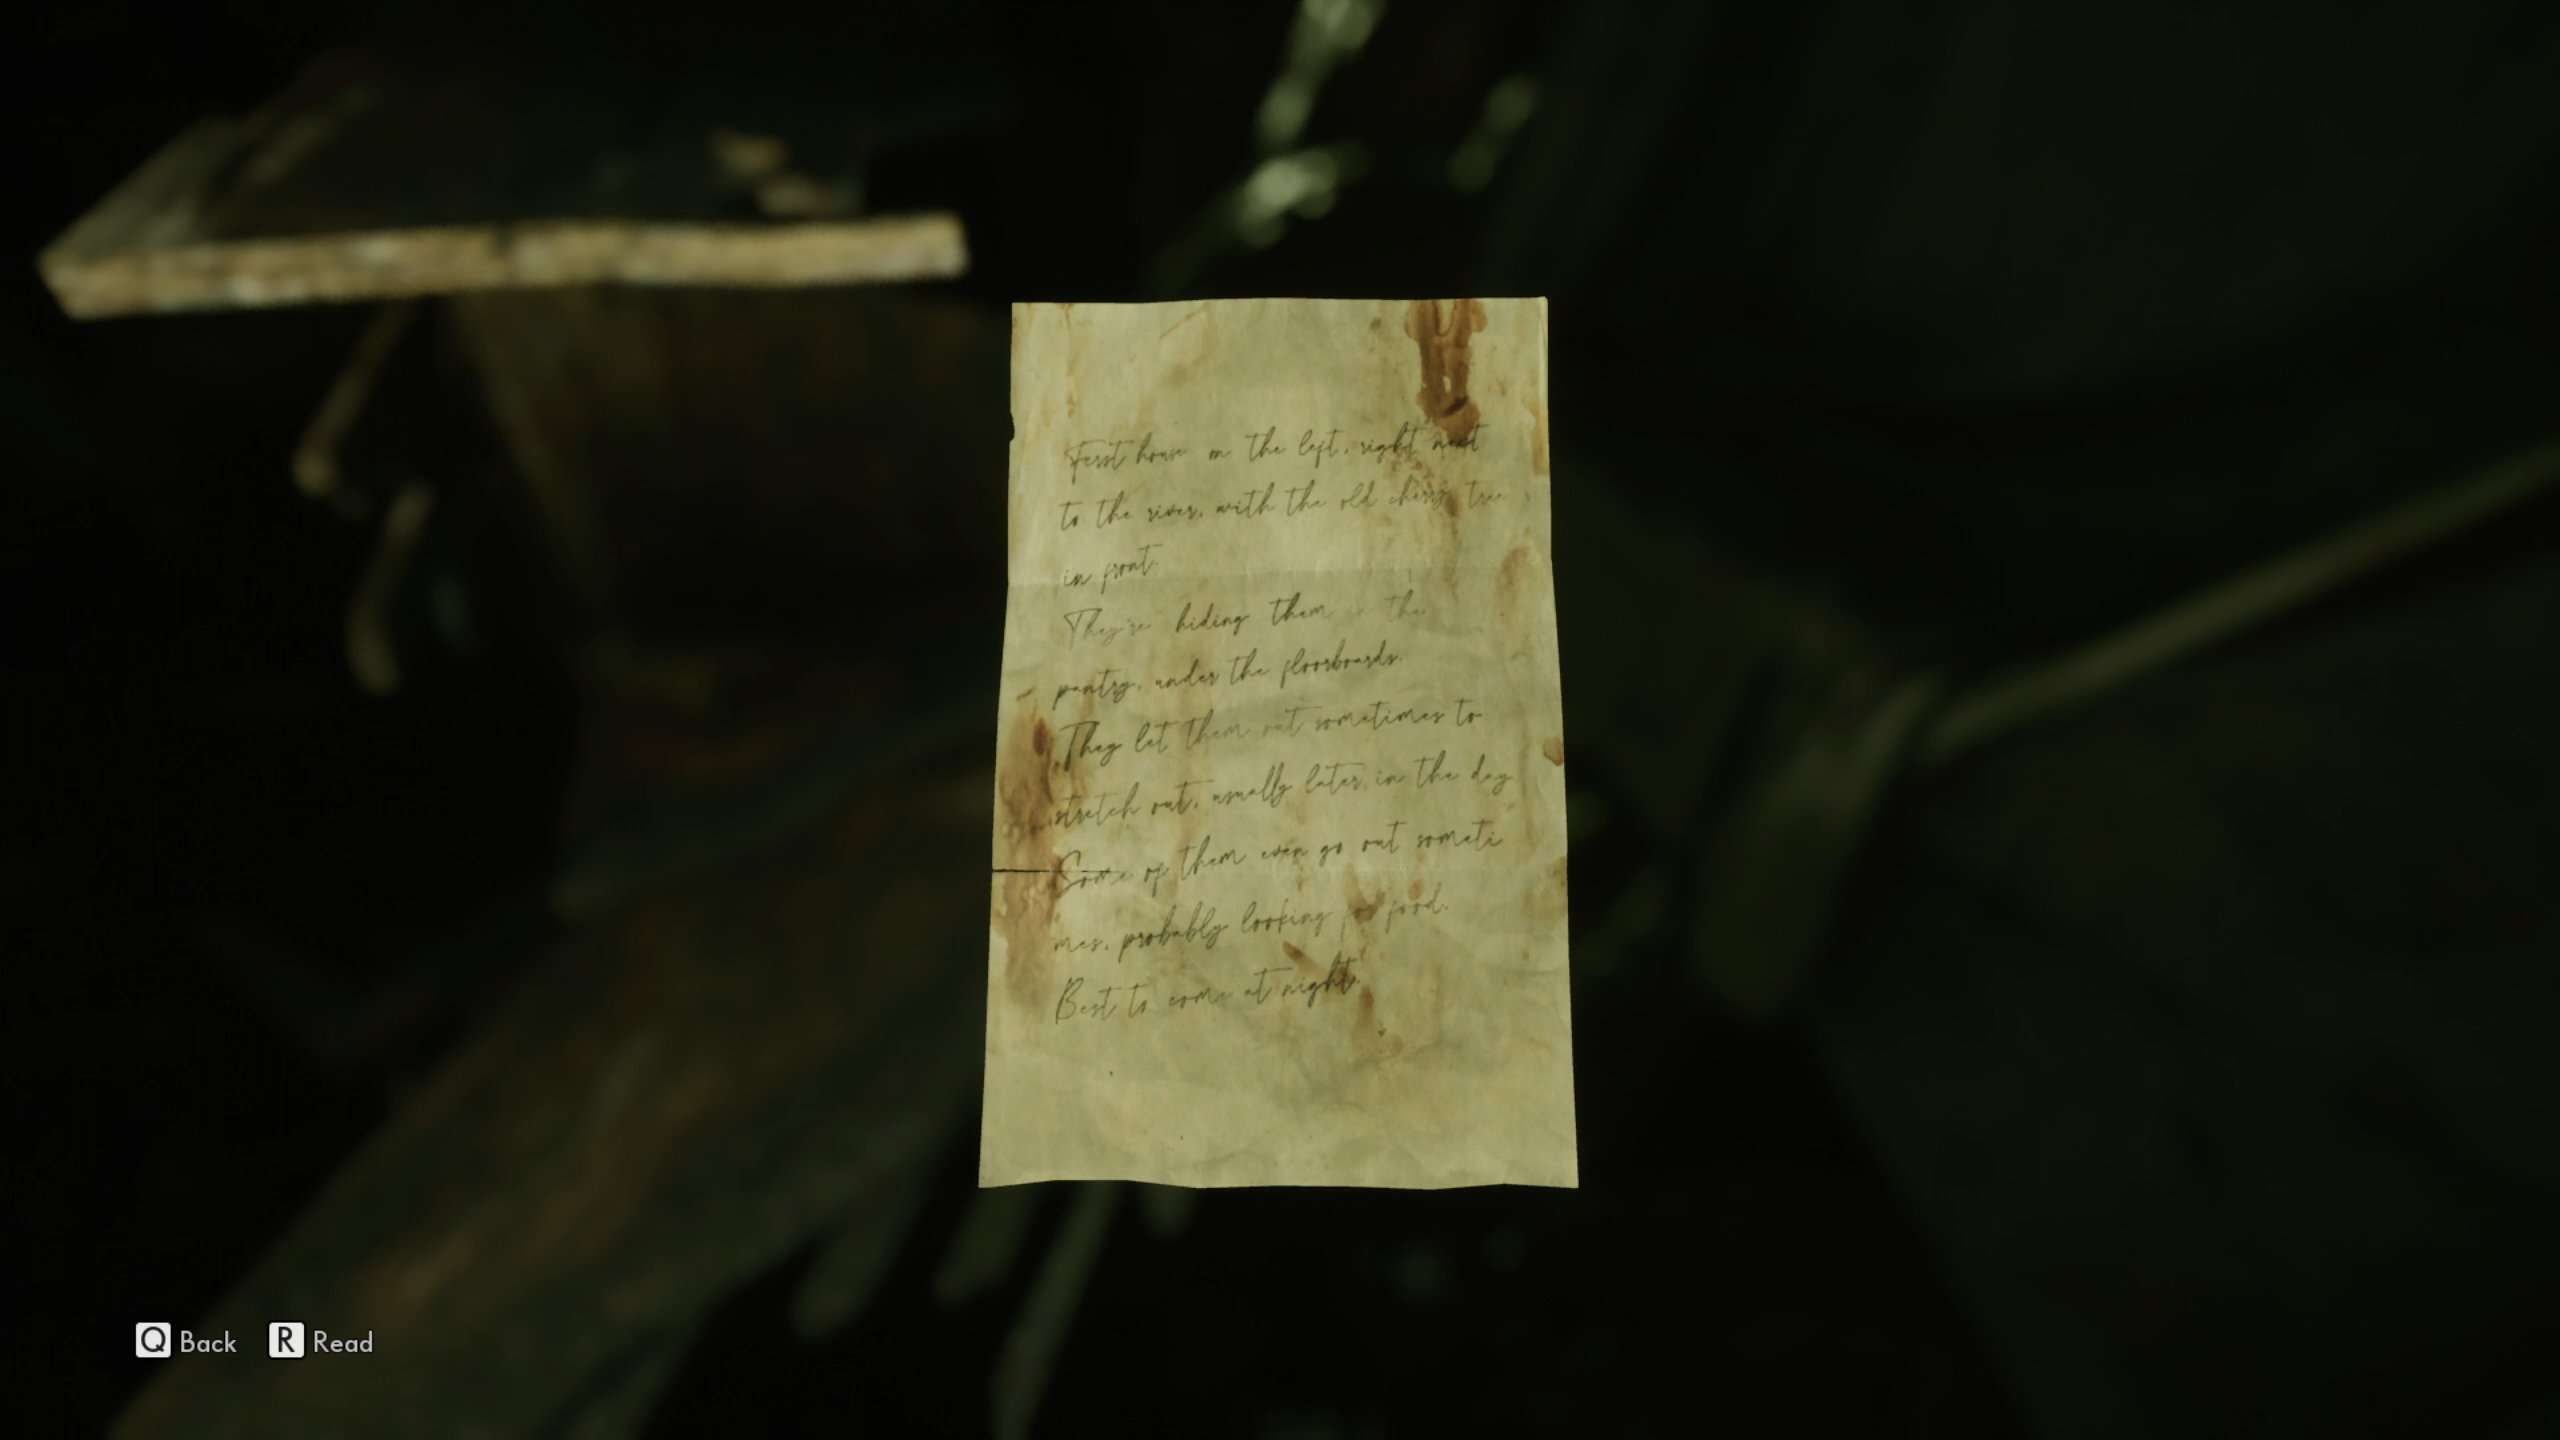 First house on the left, right next
to the river, with the old cherry tree
in front.
They're hiding them in the
pantry, under the floorboards.
They let them out sometimes to
stretch out, usually later in the day
Some of them even go out someti
mes, probably looking for food.
Best to come at night.
Q Back R Read